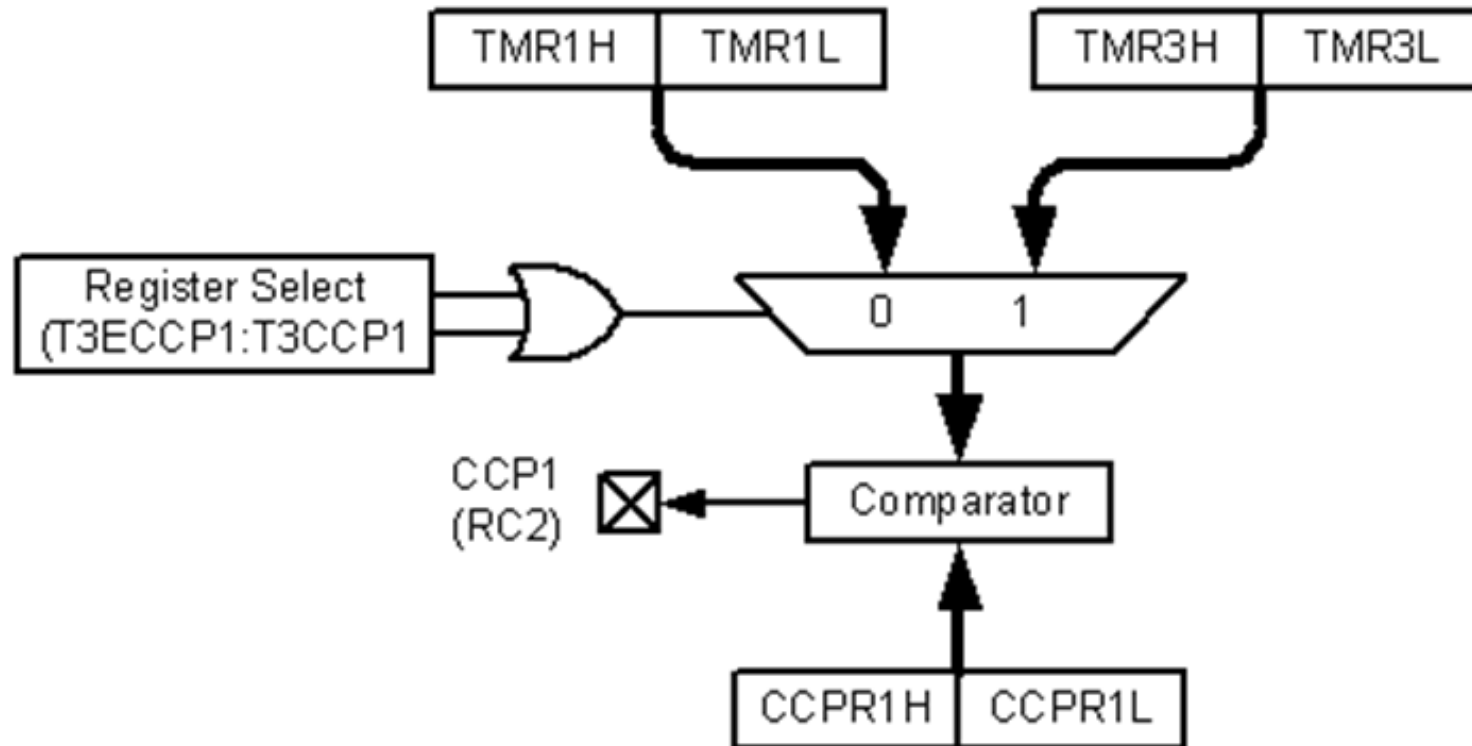 TMR1H TMR1L TMR3H TMR3L
Register Select
(T3ECCP1:T3CCP1
0 1
CCP1
(RC2)
Comparator
CCPR1H CCPR1L